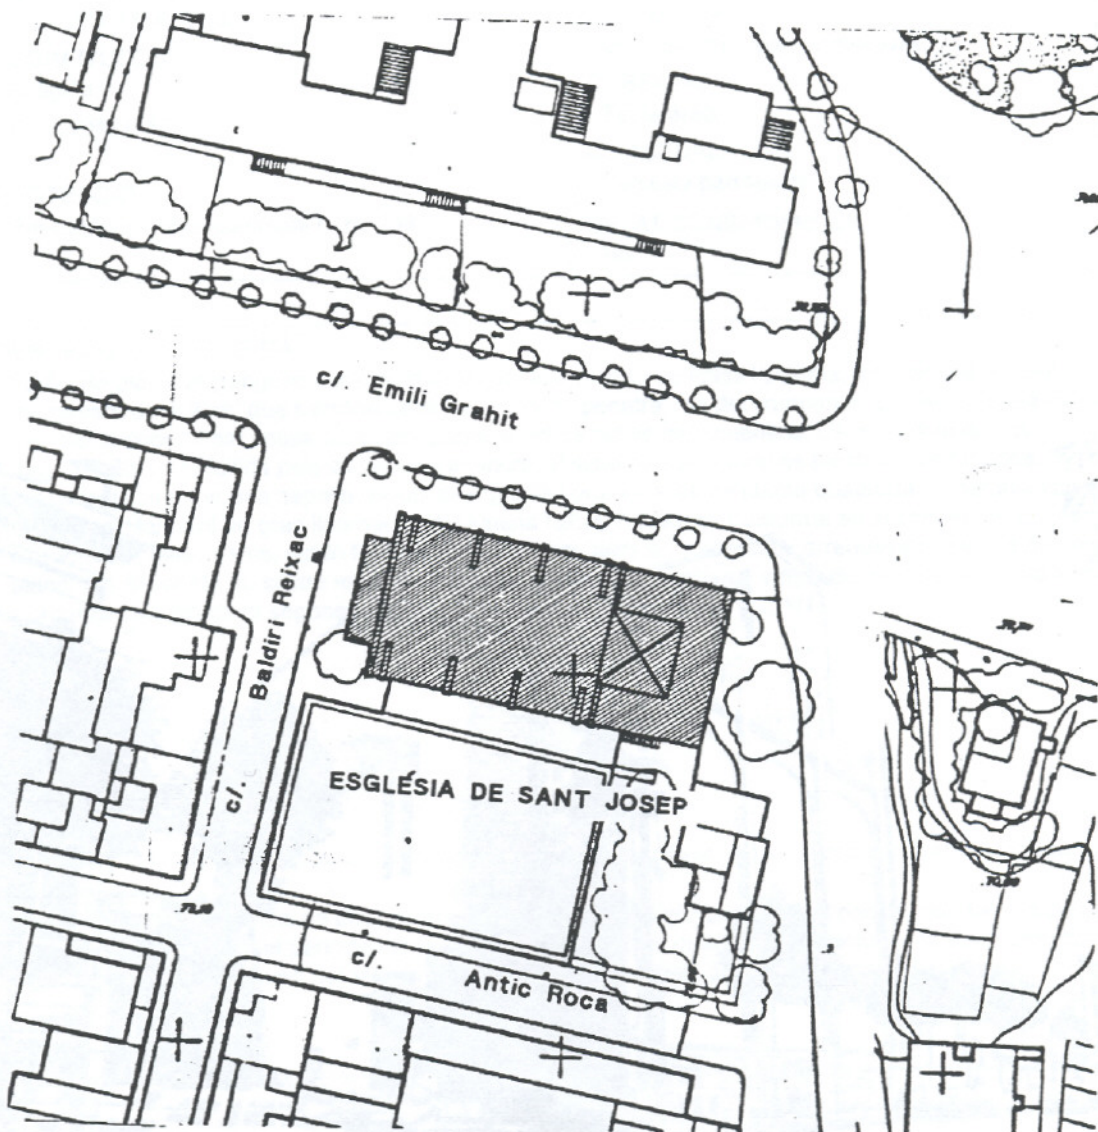 c/. Emili Grahit
c/. Baldiri Reixac
ESGLÉSIA DE SANT JOSEP
c/. Antic Roca